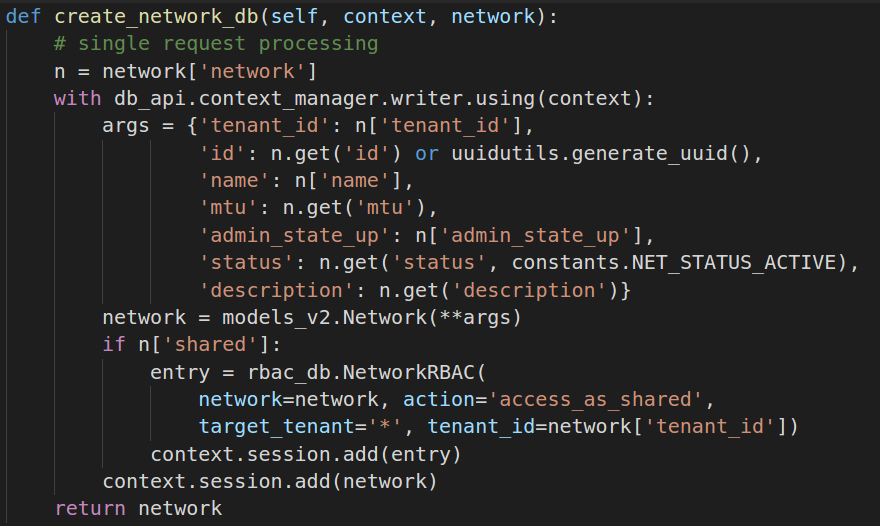 def create_network_db(self, context, network):
    # single request processing
    n = network['network']
    with db_api.context_manager.writer.using(context):
        args = {'tenant_id': n['tenant_id'],
                'id': n.get('id') or uuidutils.generate_uuid(),
                'name': n['name'],
                'mtu': n.get('mtu'),
                'admin_state_up': n['admin_state_up'],
                'status': n.get('status', constants.NET_STATUS_ACTIVE),
                'description': n.get('description')}
        network = models_v2.Network(**args)
        if n['shared']:
            entry = rbac_db.NetworkRBAC(
                network=network, action='access_as_shared',
                target_tenant='*', tenant_id=network['tenant_id'])
            context.session.add(entry)
        context.session.add(network)
    return network